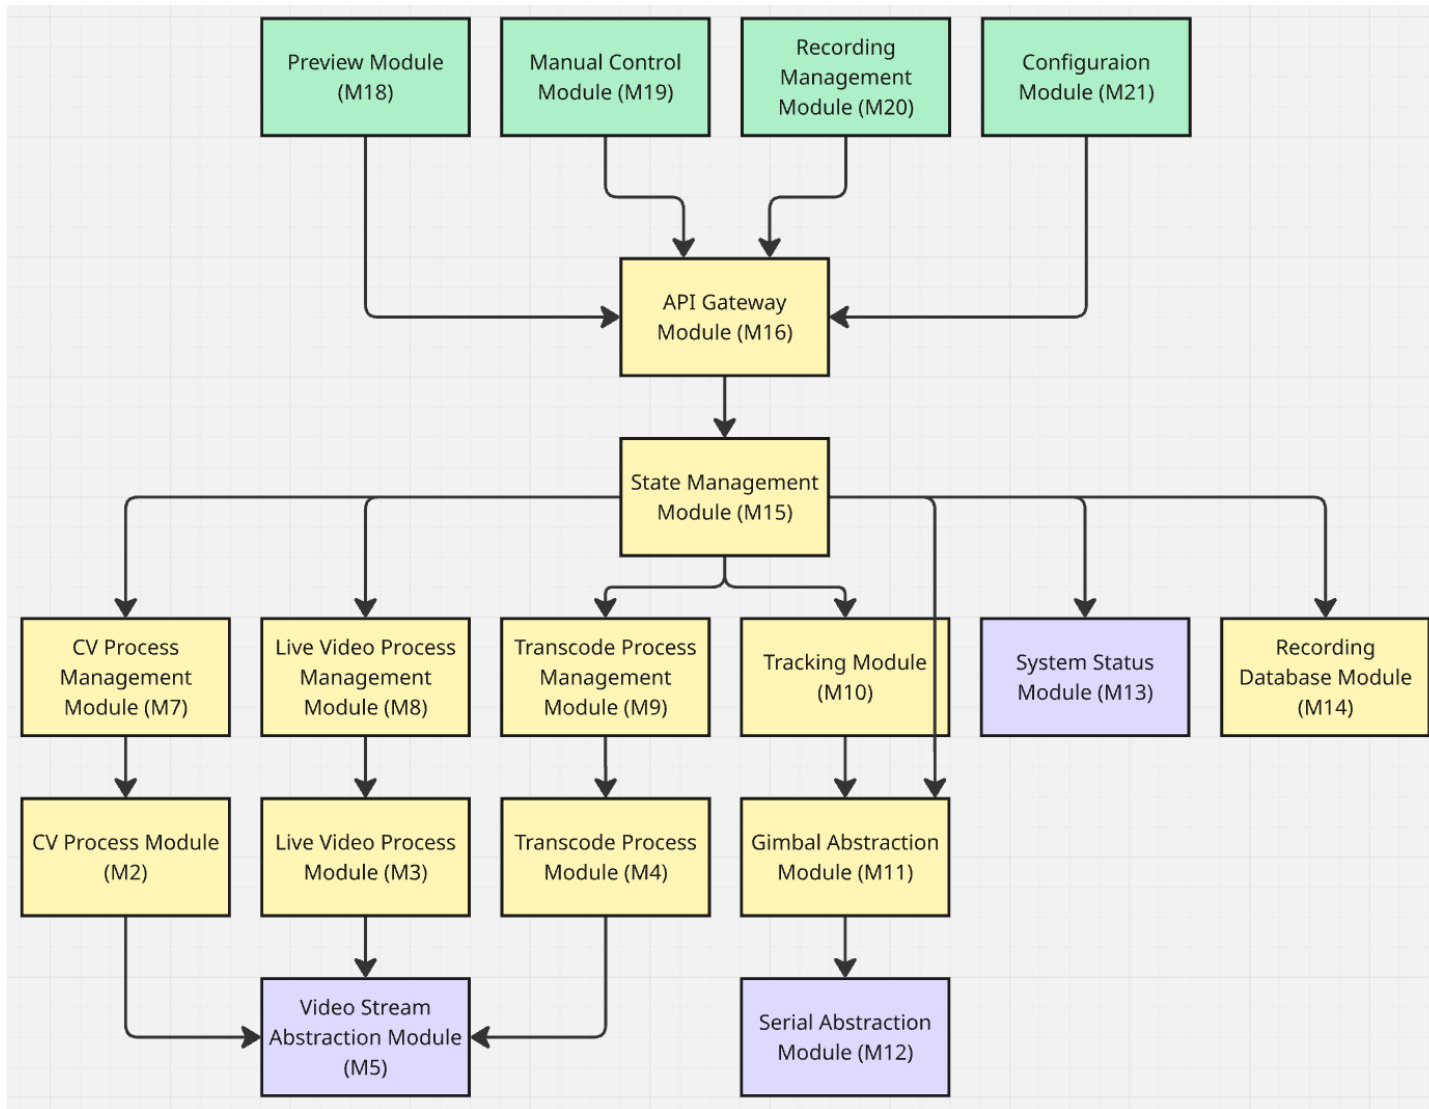 Preview Module
(M18)
Manual Control
Module (M19)
Recording
Management
Module (M20)
Configuraion
Module (M21)
API Gateway
Module (M16)
State Management
Module (M15)
CV Process
Management
Module (M7)
Live Video Process
Management
Module (M8)
Transcode Process
Management
Module (M9)
Tracking Module
(M10)
System Status
Module (M13)
Recording
Database Module
(M14)
CV Process Module
(M2)
Live Video Process
Module (M3)
Transcode Process
Module (M4)
Gimbal Abstraction
Module (M11)
Video Stream
Abstraction Module
(M5)
Serial Abstraction
Module (M12)